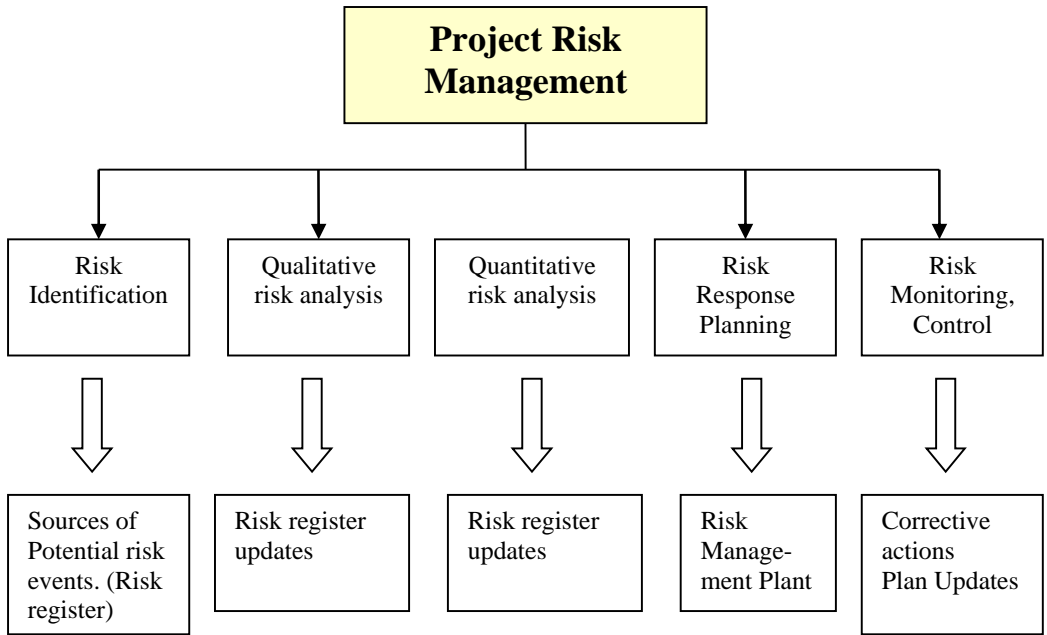 Project Risk
Management
Risk
Identification
Qualitative
risk analysis
Quantitative
risk analysis
Risk
Response
Planning
Risk
Monitoring,
Control
Sources of
Potential risk
events. (Risk
register)
Risk register
updates
Risk register
updates
Risk
Manage-
ment Plant
Corrective
actions
Plan Updates